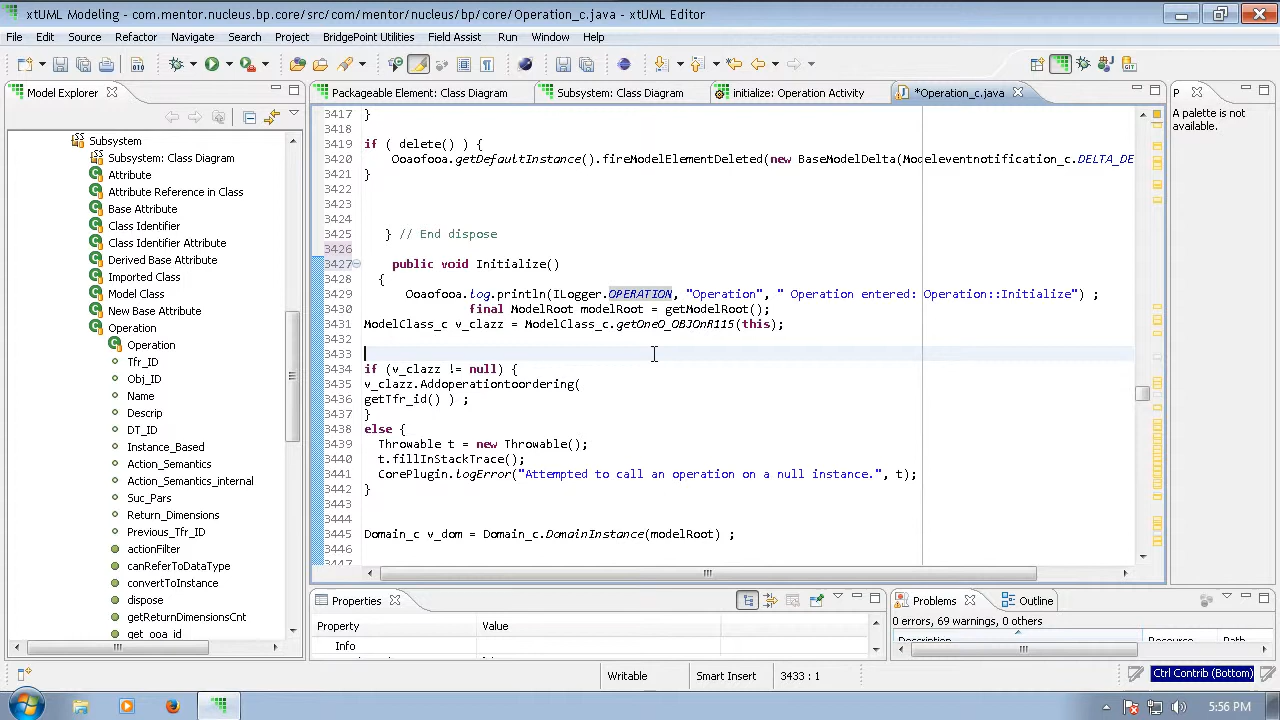 xtUML Modeling - com.mentor.nucleus.bp.core/src/com/mentor/nucleus/bp/core/Operation_c.java - xtUML Editor
File Edit Source Refactor Navigate Search Project BridgePoint Utilities Field Assist Run Window Help
Model Explorer
Packageable Element: Class Diagram
Subsystem: Class Diagram
initialize: Operation Activity
*Operation_c.java
P
A palette is not available.
Subsystem
Subsystem: Class Diagram
Attribute
Attribute Reference in Class
Base Attribute
Class Identifier
Class Identifier Attribute
Derived Base Attribute
Imported Class
Model Class
New Base Attribute
Operation
Operation
Tfr_ID
Obj_ID
Name
Descrip
DT_ID
Instance_Based
Action_Semantics
Action_Semantics_internal
Suc_Pars
Return_Dimensions
Previous_Tfr_ID
actionFilter
canReferToDataType
convertToInstance
dispose
getReturnDimensionsCnt
get_ooa_id
3417 }
3418
3419 if ( delete() ) {
3420 Ooaofooa.getDefaultInstance().fireModelElementDeleted(new BaseModelDelta(Modeleventnotification_c.DELTA_DE
3421 }
3422
3423
3424
3425 } // End dispose
3426
3427 public void Initialize()
3428 {
3429 Ooaofooa.log.println(ILogger.OPERATION, "Operation", " Operation entered: Operation::Initialize") ;
3430 final ModelRoot modelRoot = getModelRoot();
3431 ModelClass_c v_clazz = ModelClass_c.getOneO_OBJOnR115(this);
3432
3433
3434 if (v_clazz != null) {
3435 v_clazz.Addoperationtoordering(
3436 getTfr_id() ) ;
3437 }
3438 else {
3439 Throwable t = new Throwable();
3440 t.fillInStackTrace();
3441 CorePlugin.logError("Attempted to call an operation on a null instance.", t);
3442 }
3443
3444
3445 Domain_c v_dom = Domain_c.DomainInstance(modelRoot) ;
3446
Properties
Property Value
Info
Problems
Outline
0 errors, 69 warnings, 0 others
Description Resource Path
Writable Smart Insert 3433 : 1 Ctrl Contrib (Bottom)
5:56 PM